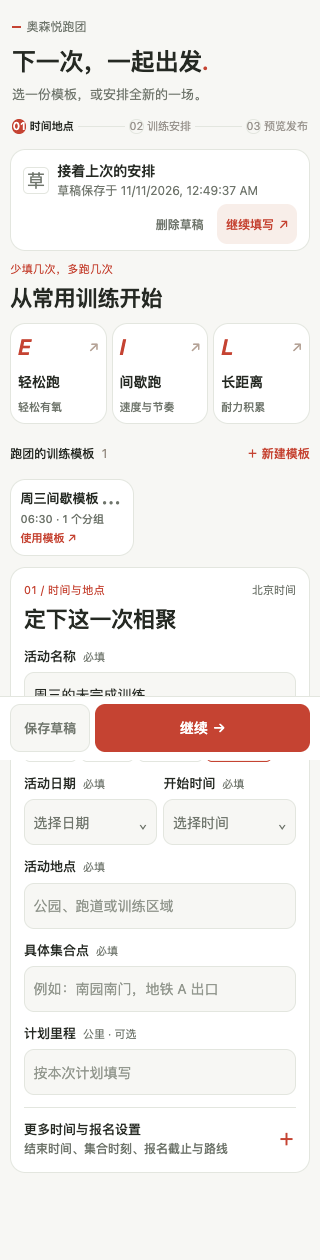 奥森悦跑团
下一次，一起出发.
选一份模板，或安排全新的一场。
01 时间地点 02 训练安排 03 预览发布
草
接着上次的安排
草稿保存于 11/11/2026, 12:49:37 AM
删除草稿 继续填写 ↗
少填几次，多跑几次
从常用训练开始
E ↗ I ↗ L ↗
轻松跑 间歇跑 长距离
轻松有氧 速度与节奏 耐力积累
跑团的训练模板 1 + 新建模板
周三间歇模板 ...
06:30 · 1 个分组
使用模板 ↗
01 / 时间与地点 北京时间
定下这一次相聚
活动名称 必填
周三的未完成训练
保存草稿 继续 →
活动日期 必填 开始时间 必填
选择日期 选择时间
活动地点 必填
公园、跑道或训练区域
具体集合点 必填
例如：南园南门，地铁 A 出口
计划里程 公里 · 可选
按本次计划填写
更多时间与报名设置 +
结束时间、集合时刻、报名截止与路线